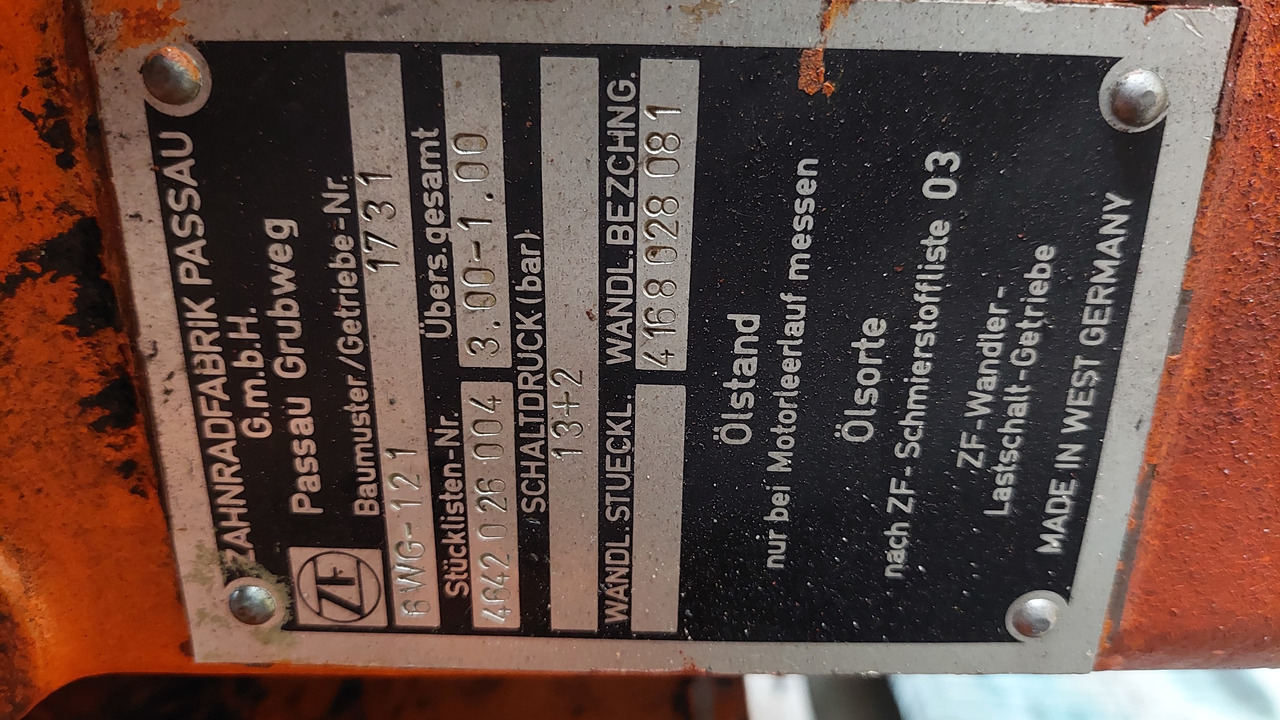 ZAHNRADFABRIK PASSAU
G.m.b.H.
Passau Grubweg
ZF
Baumuster/Getriebe-Nr.
6 WG-121 1731
Stücklisten-Nr. Übers.gesamt
4642 026 004 3.00-1.00
SCHALTDRUCK(bar)
13+2
WANDL.STUECKL. WANDL.BEZCHNG.
4168 028 081
Ölstand
nur bei Motorleerlauf messen
Ölsorte
nach ZF-Schmierstoffliste 03
ZF-Wandler-
Lastschalt-Getriebe
MADE IN WEST GERMANY